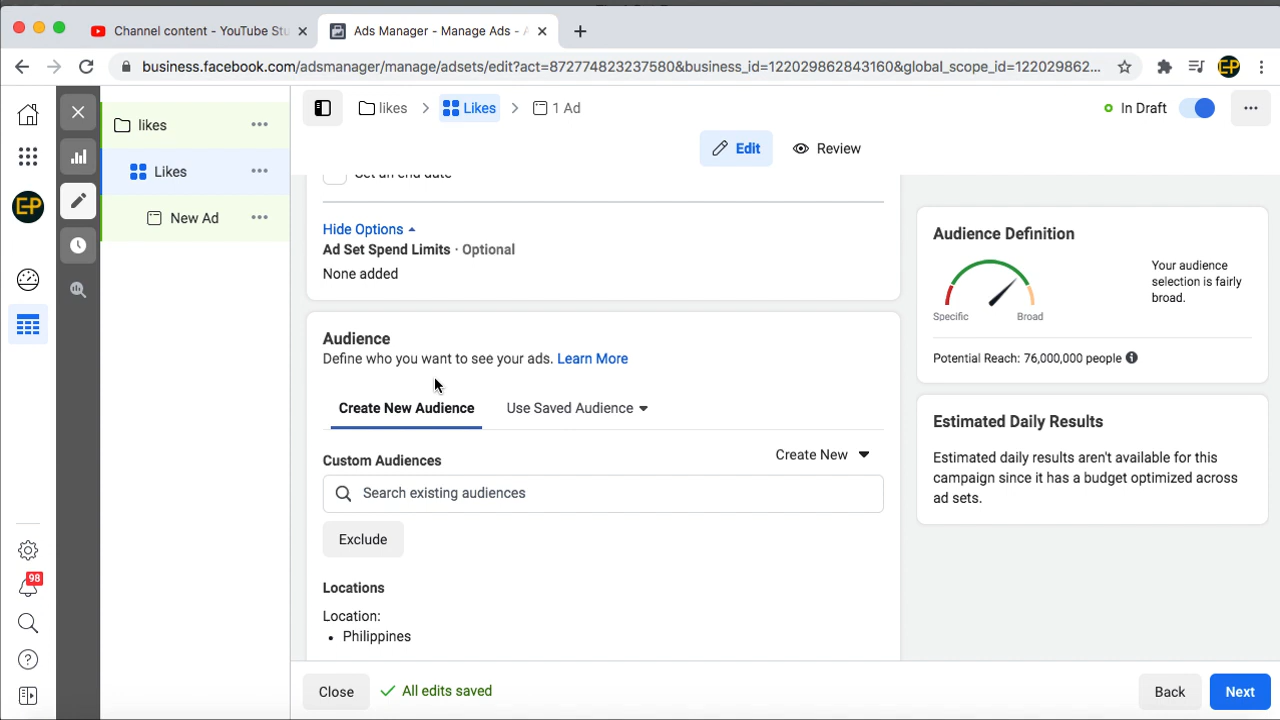 Channel content - YouTube Stu
Ads Manager - Manage Ads - A
business.facebook.com/adsmanager/manage/adsets/edit?act=872774823237580&business_id=122029862843160&global_scope_id=122029862...
EP
likes
Likes
1 Ad
In Draft
likes
Likes
New Ad
EP
Edit
Review
Set an end date
Hide Options
Ad Set Spend Limits · Optional
None added
Audience
Define who you want to see your ads. Learn More
Create New Audience
Use Saved Audience
Custom Audiences
Create New
Search existing audiences
Exclude
Locations
Location:
• Philippines
Audience Definition
Your audience
selection is fairly
broad.
Specific
Broad
Potential Reach: 76,000,000 people
Estimated Daily Results
Estimated daily results aren't available for this
campaign since it has a budget optimized across
ad sets.
98
Close
All edits saved
Back
Next